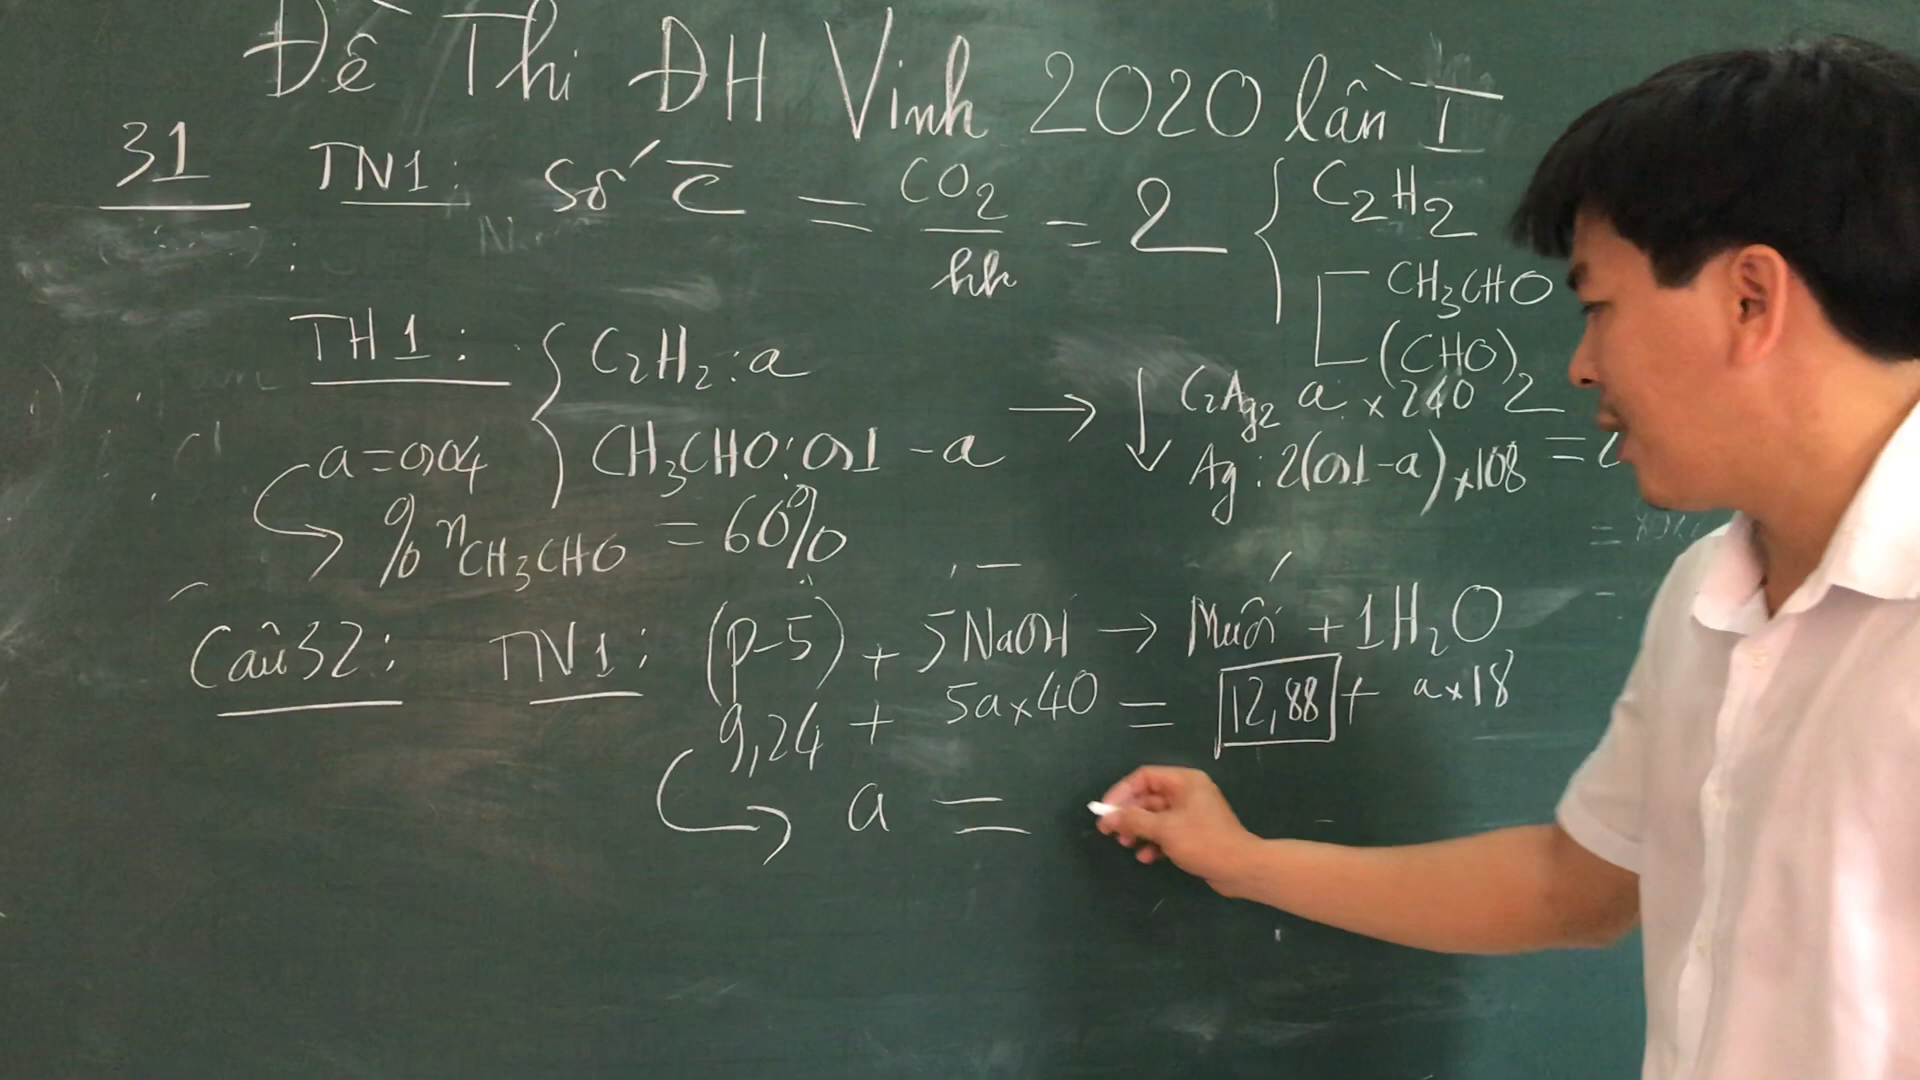 Đề Thi ĐH Vinh 2020 lần I
31 TN1: Số C̅ = CO2/hh = 2 { C2H2
[ CH3CHO
(CHO)2
TH1: { C2H2: a
CH3CHO: 0,1 - a
→ ↓ C2Ag2 a x 240
Ag: 2(0,1-a) x 108 =
a = 0,04
↪ % nCH3CHO = 60%
Câu 32: TN1: (p-5) + 5NaOH → Muối + 1H2O
9,24 + 5a x 40 = 12,88 + a x 18
↪ a =